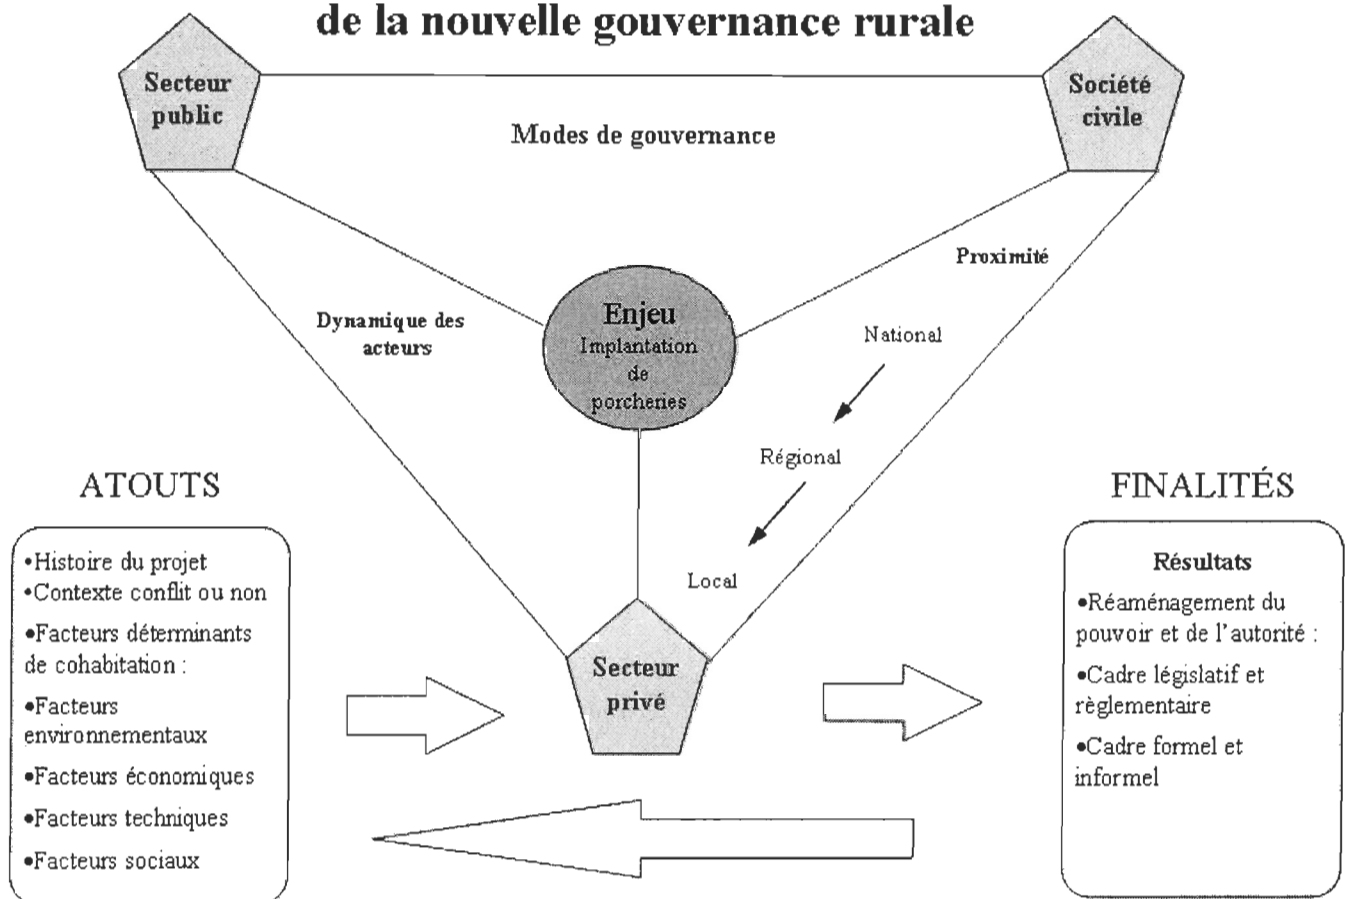 de la nouvelle gouvernance rurale
Secteur
public
Société
civile
Modes de gouvernance
Proximité
Dynamique des
acteurs
Enjeu
Implantation
de
porcheries
National
Régional
Local
ATOUTS
•Histoire du projet
•Contexte conflit ou non
•Facteurs déterminants
de cohabitation :
•Facteurs
environnementaux
•Facteurs économiques
•Facteurs techniques
•Facteurs sociaux
Secteur
privé
FINALITÉS
Résultats
•Réaménagement du
pouvoir et de l'autorité :
•Cadre législatif et
règlementaire
•Cadre formel et
informel